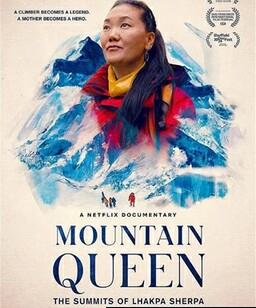 A CLIMBER BECOMES A LEGEND.
A MOTHER BECOMES A HERO.
A NETFLIX DOCUMENTARY
MOUNTAIN
QUEEN
THE SUMMITS OF LHAKPA SHERPA